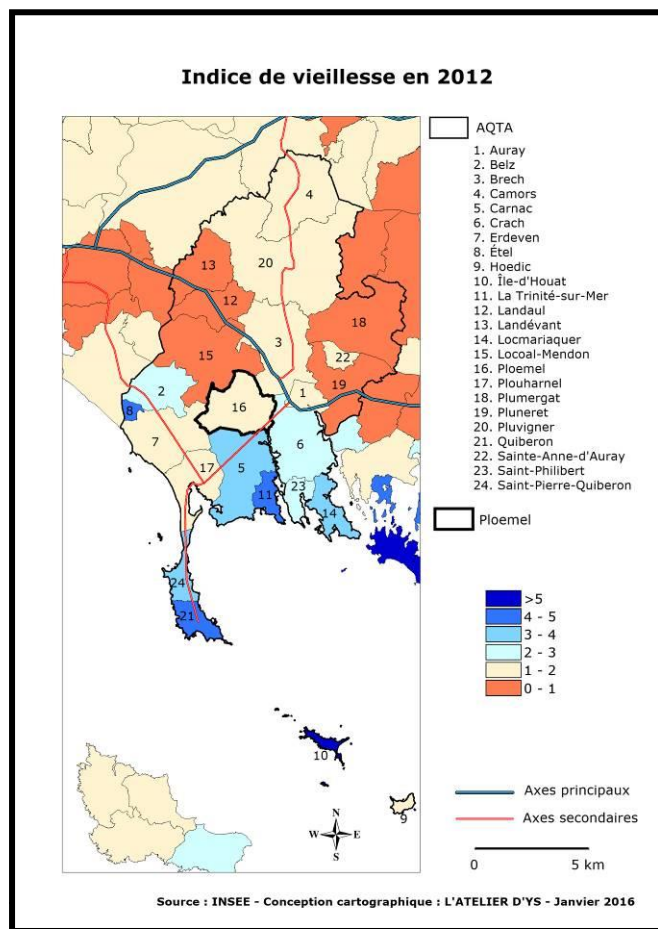 Indice de vieillesse en 2012
AQTA
1. Auray
2. Belz
3. Brech
4. Camors
5. Carnac
6. Crach
7. Erdeven
8. Étel
9. Hoedic
10. Île-d'Houat
11. La Trinité-sur-Mer
12. Landaul
13. Landévant
14. Locmariaquer
15. Locoal-Mendon
16. Ploemel
17. Plouharnel
18. Plumergat
19. Pluneret
20. Pluvigner
21. Quiberon
22. Sainte-Anne-d'Auray
23. Saint-Philibert
24. Saint-Pierre-Quiberon
Ploemel
>5
4 - 5
3 - 4
2 - 3
1 - 2
0 - 1
4
13
20
12
18
3
15
22
2
1
19
16
8
7
6
17
5
11
23
14
24
21
10
9
N
W E
S
Axes principaux
Axes secondaires
0 5 km
Source : INSEE - Conception cartographique : L'ATELIER D'YS - Janvier 2016